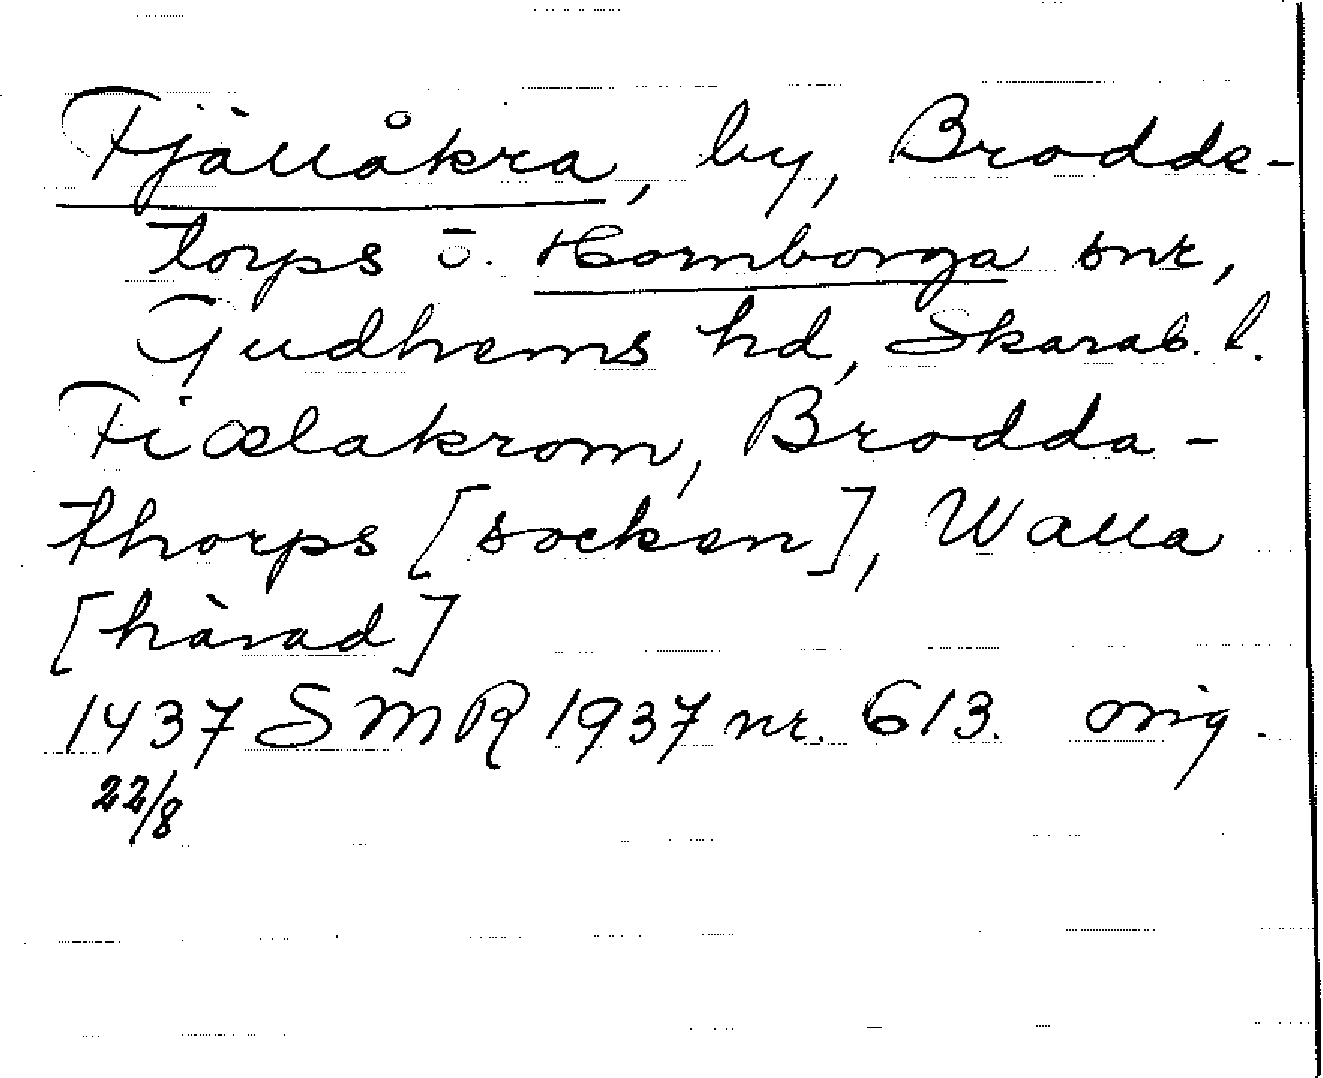 Fjällåkra, by, Brodde-
torps o. Hornborga snr,
Gudhems hd, Skarab. l.
Fiælakrom, Brodda-
thorps [socken], Walla
[härad]
1437 SMR 1937 nr. 613. orig.
22/8